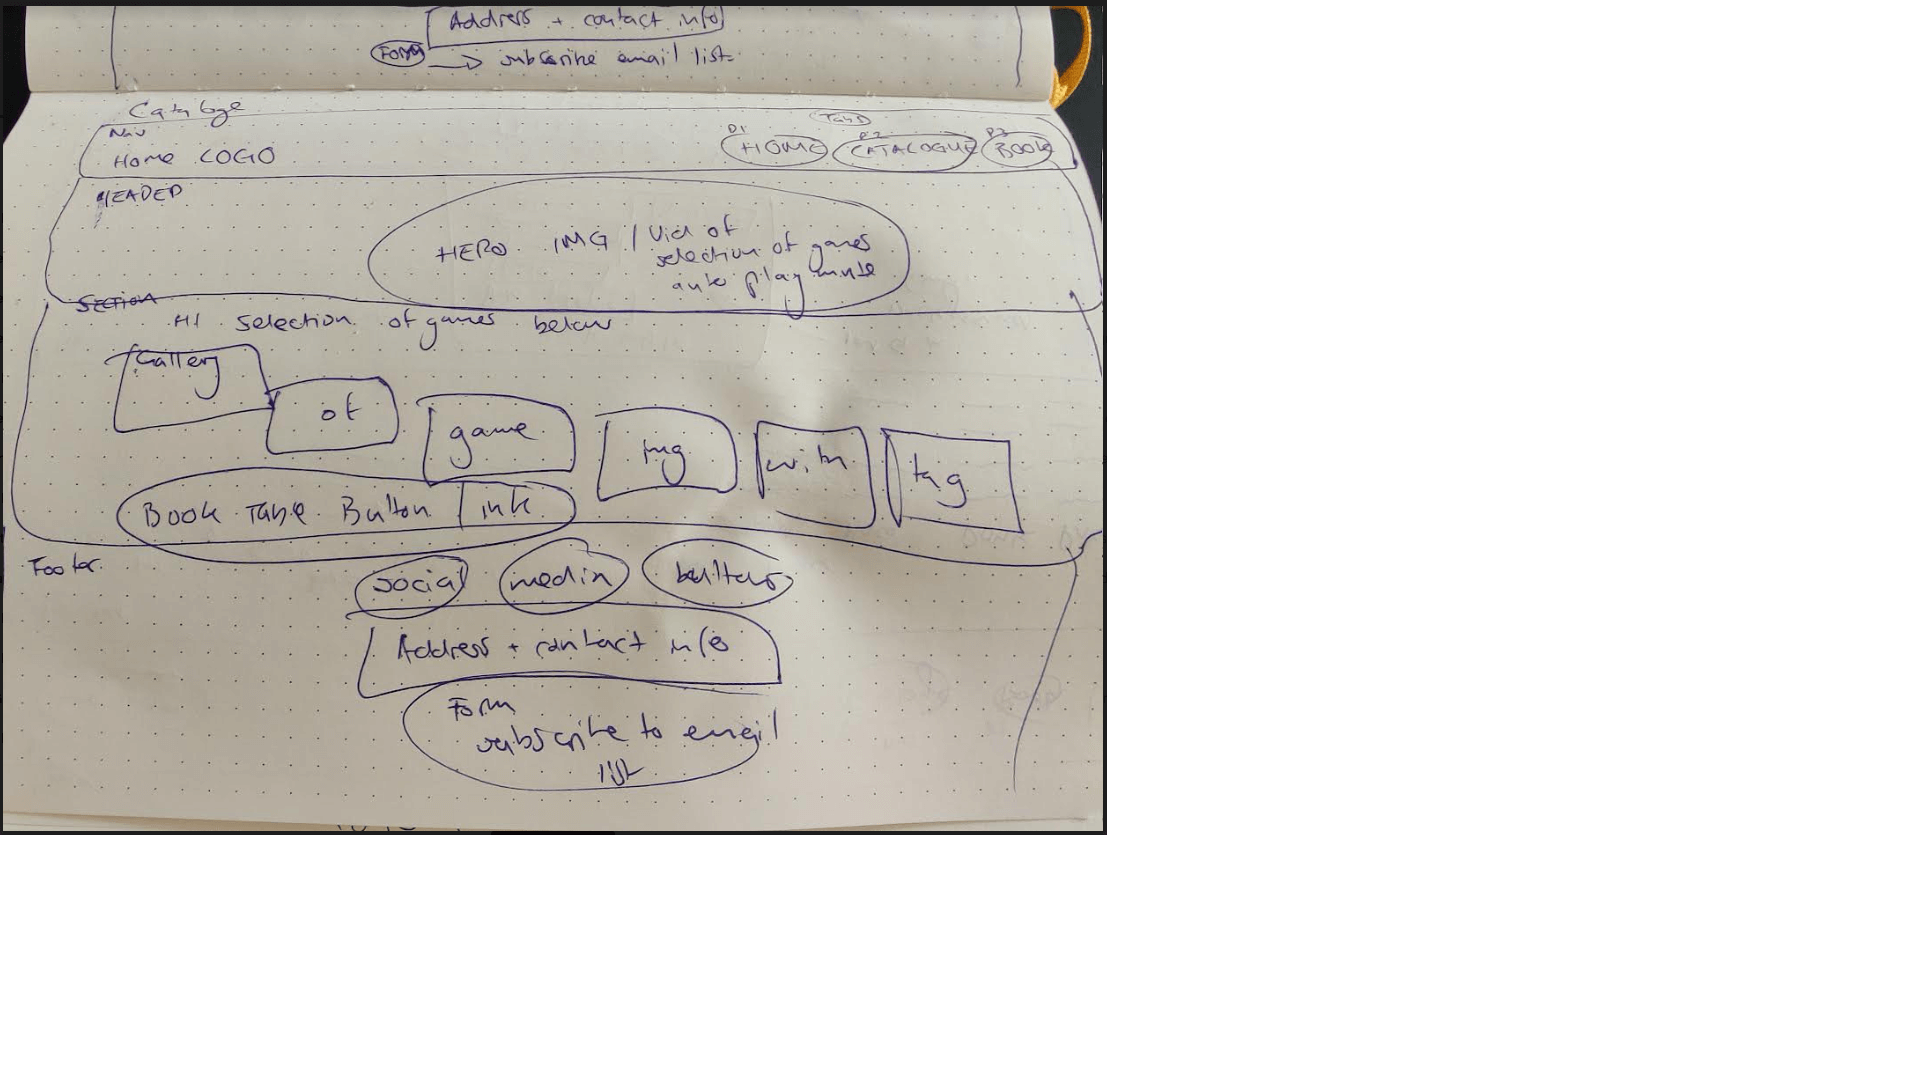 Address + contact info
Form → subscribe email list
Catalogue
Nav
Home LOGO
Tabs
P1 HOME
P2 CATALOGUE
P3 BOOK
HEADER
HERO IMG / Vid of
selection of games
auto play mute
SECTION
H1 selection of games below
Gallery of game img with tag
Book Table Button / ink
Footer
social media buttons
Address + contact info
Form
subscribe to email
list